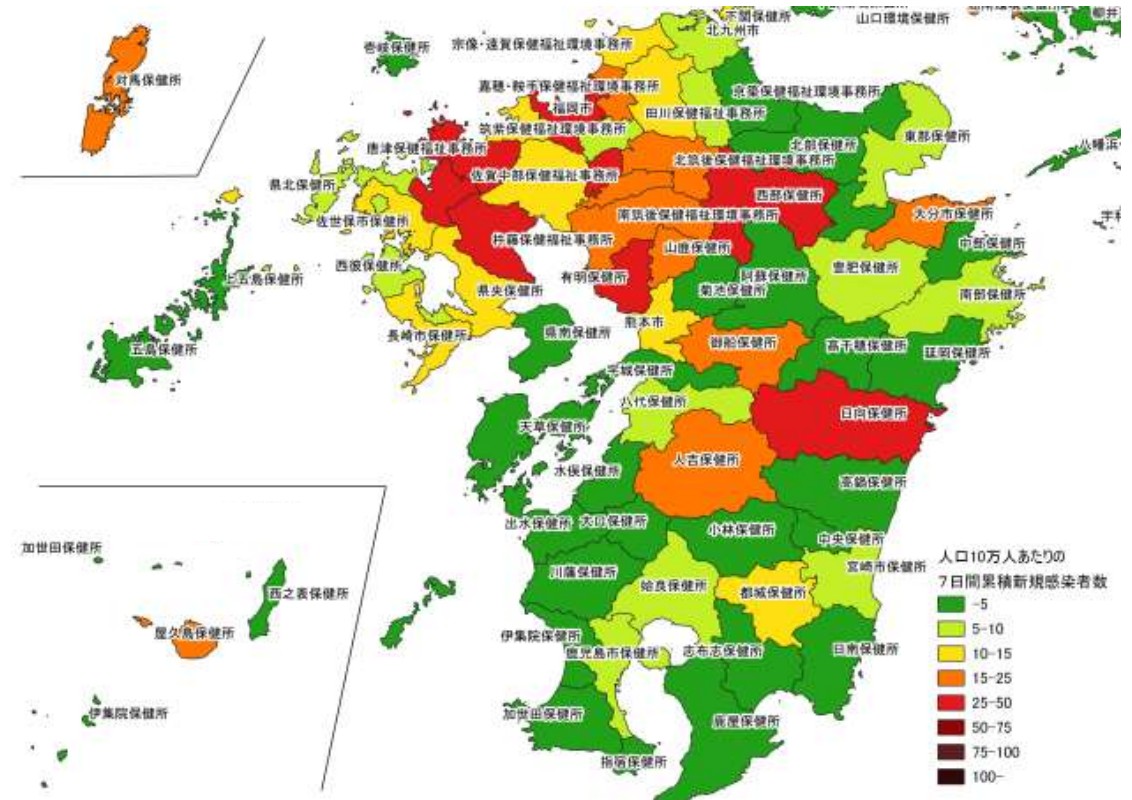 下関保健所
山口環境保健所
柳井
北九州市
宗像・遠賀保健福祉環境事務所
壱岐保健所
対馬保健所
嘉穂・鞍手保健福祉環境事務所
京築保健福祉環境事務所
福岡市
田川保健福祉事務所
筑紫保健福祉環境事務所
東部保健所
唐津保健福祉事務所
北部保健所
八幡浜
北筑後保健福祉環境事務所
佐賀中部保健福祉事務所
県北保健所
西部保健所
佐世保市保健所
南筑後保健福祉環境事務所
大分市保健所
杵藤保健福祉事務所
山鹿保健所
中部保健所
西彼保健所
有明保健所
阿蘇保健所
豊肥保健所
上五島保健所
県央保健所
菊池保健所
南部保健所
長崎市保健所
県南保健所
熊本市
御船保健所
高千穂保健所
延岡保健所
五島保健所
宇城保健所
八代保健所
日向保健所
天草保健所
人吉保健所
水俣保健所
高鍋保健所
出水保健所
大口保健所
小林保健所
中央保健所
加世田保健所
宮崎市保健所
川薩保健所
姶良保健所
都城保健所
西之表保健所
屋久島保健所
伊集院保健所
鹿児島市保健所
志布志保健所
日南保健所
伊集院保健所
加世田保健所
鹿屋保健所
指宿保健所
人口10万人あたりの
7日間累積新規感染者数
-5
5-10
10-15
15-25
25-50
50-75
75-100
100-